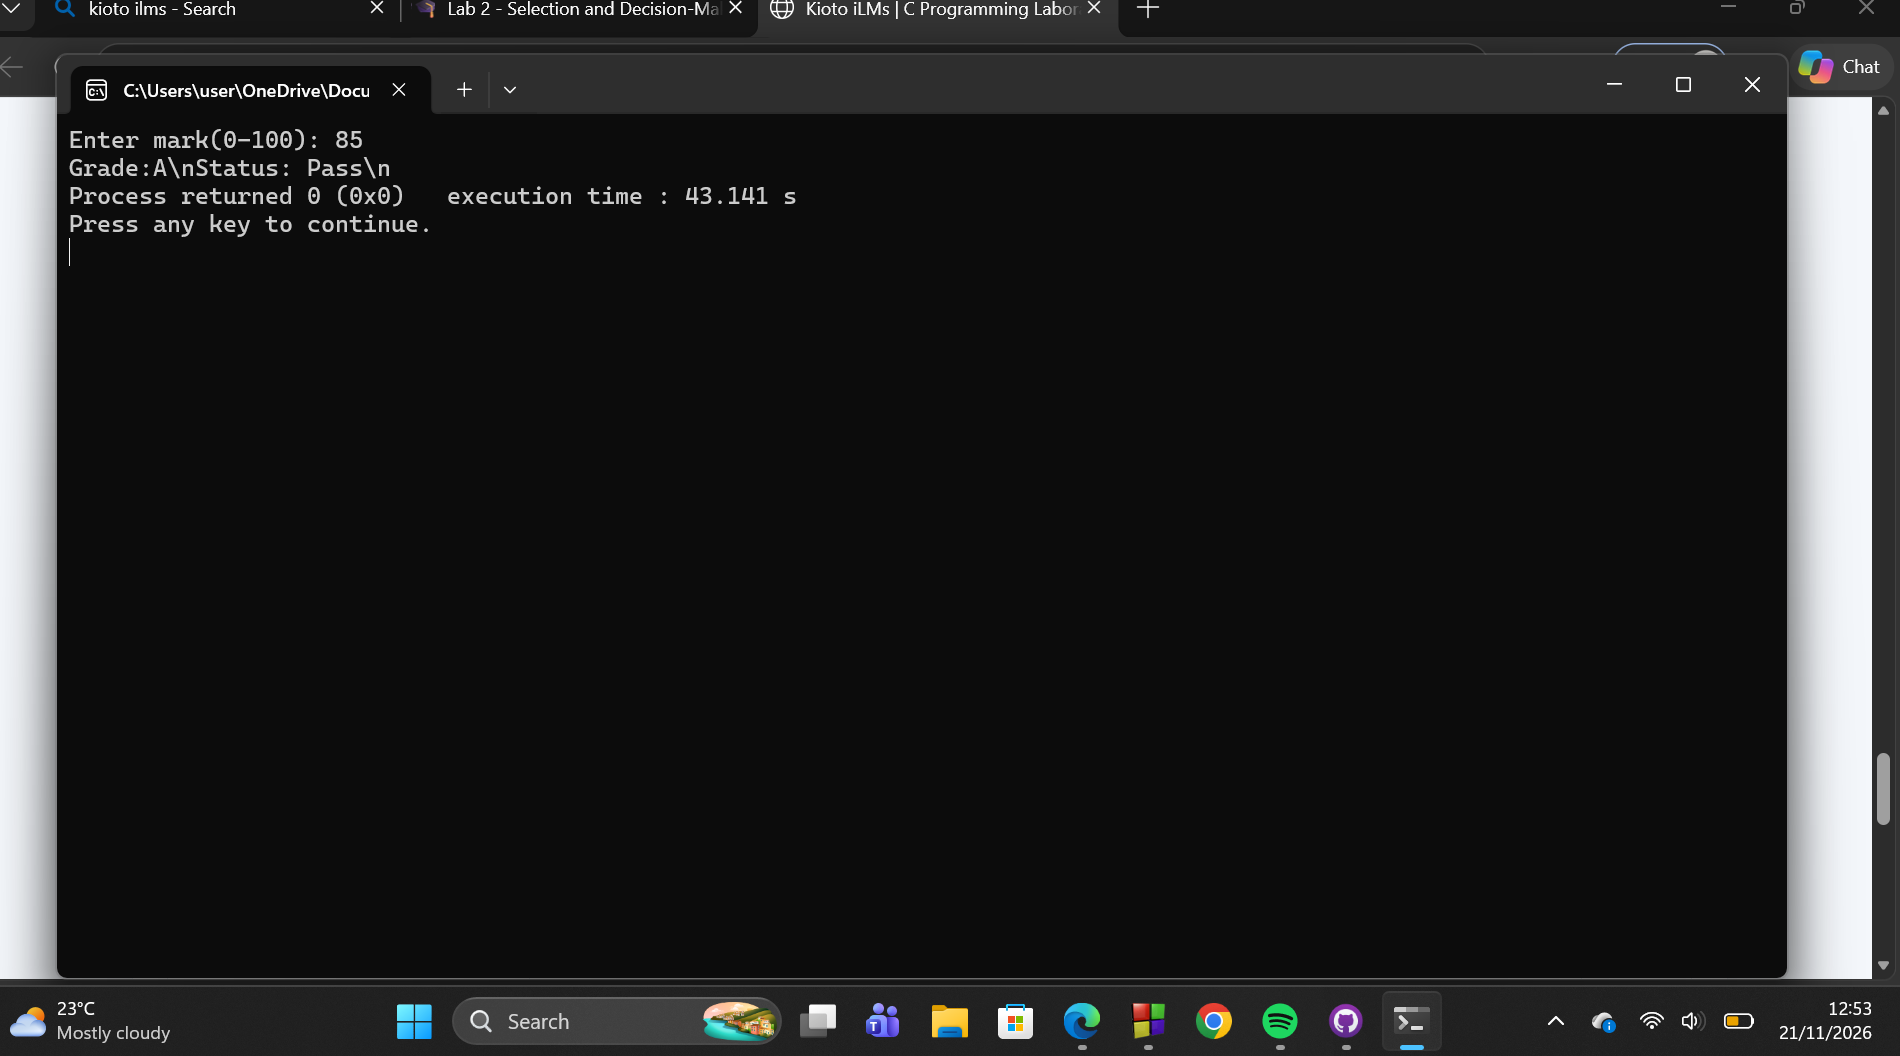 kioto ilms - Search
Lab 2 - Selection and Decision-Ma
Kioto iLMs | C Programming Labor
Chat
C:\Users\user\OneDrive\Docu
Enter mark(0-100): 85
Grade:A\nStatus: Pass\n
Process returned 0 (0x0)   execution time : 43.141 s
Press any key to continue.
23°C
Mostly cloudy
Search
12:53
21/11/2026